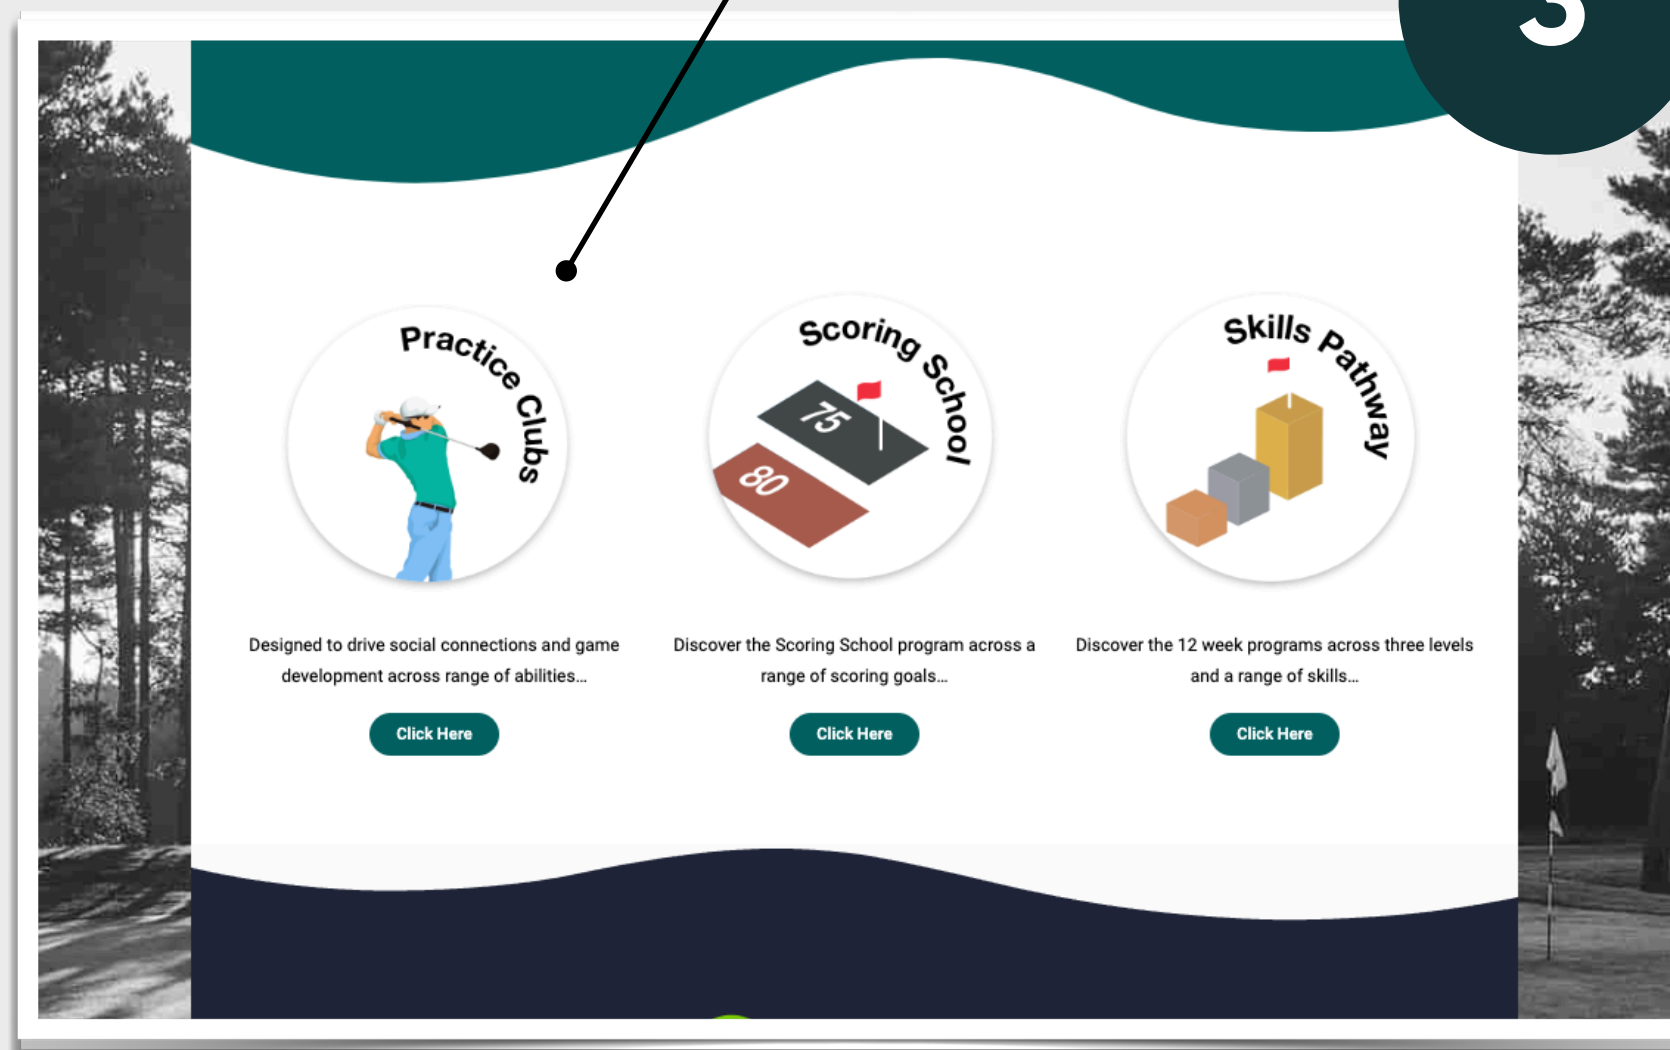 3
Practice Clubs
Scoring School
Skills Pathway
75
80
Designed to drive social connections and game
development across range of abilities...
Discover the Scoring School program across a
range of scoring goals...
Discover the 12 week programs across three levels
and a range of skills...
Click Here
Click Here
Click Here